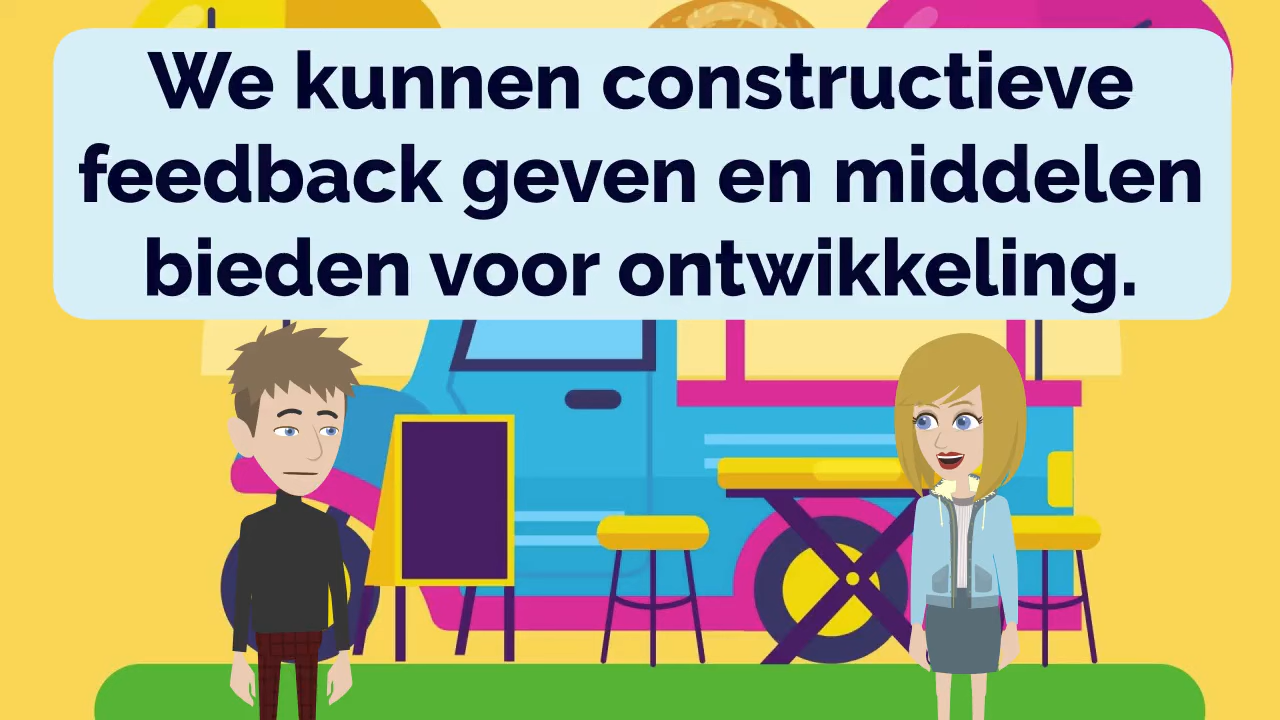 We kunnen constructieve
feedback geven en middelen
bieden voor ontwikkeling.